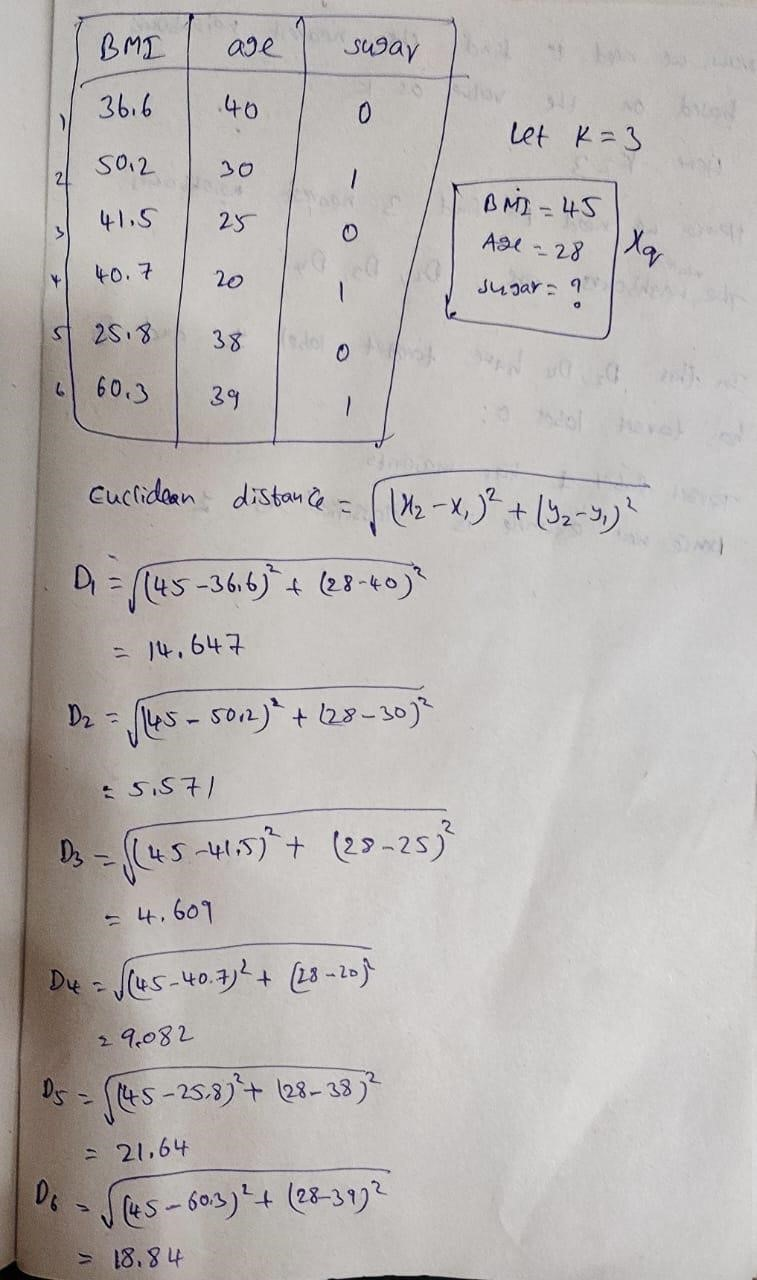 BMI age sugar
1 36.6 40 0
2 50.2 30 1
3 41.5 25 0
4 40.7 20 1
5 25.8 38 0
6 60.3 39 1
Let K = 3
BMI = 45
Age = 28
sugar = ?
Xq
Euclidean distance = √(x₂ - x₁)² + (y₂ - y₁)²
D₁ = √(45 - 36.6)² + (28 - 40)²
= 14.647
D₂ = √(45 - 50.2)² + (28 - 30)²
= 5.571
D₃ = √(45 - 41.5)² + (28 - 25)²
= 4.609
D₄ = √(45 - 40.7)² + (28 - 20)²
= 9.082
D₅ = √(45 - 25.8)² + (28 - 38)²
= 21.64
D₆ = √(45 - 60.3)² + (28 - 39)²
= 18.84